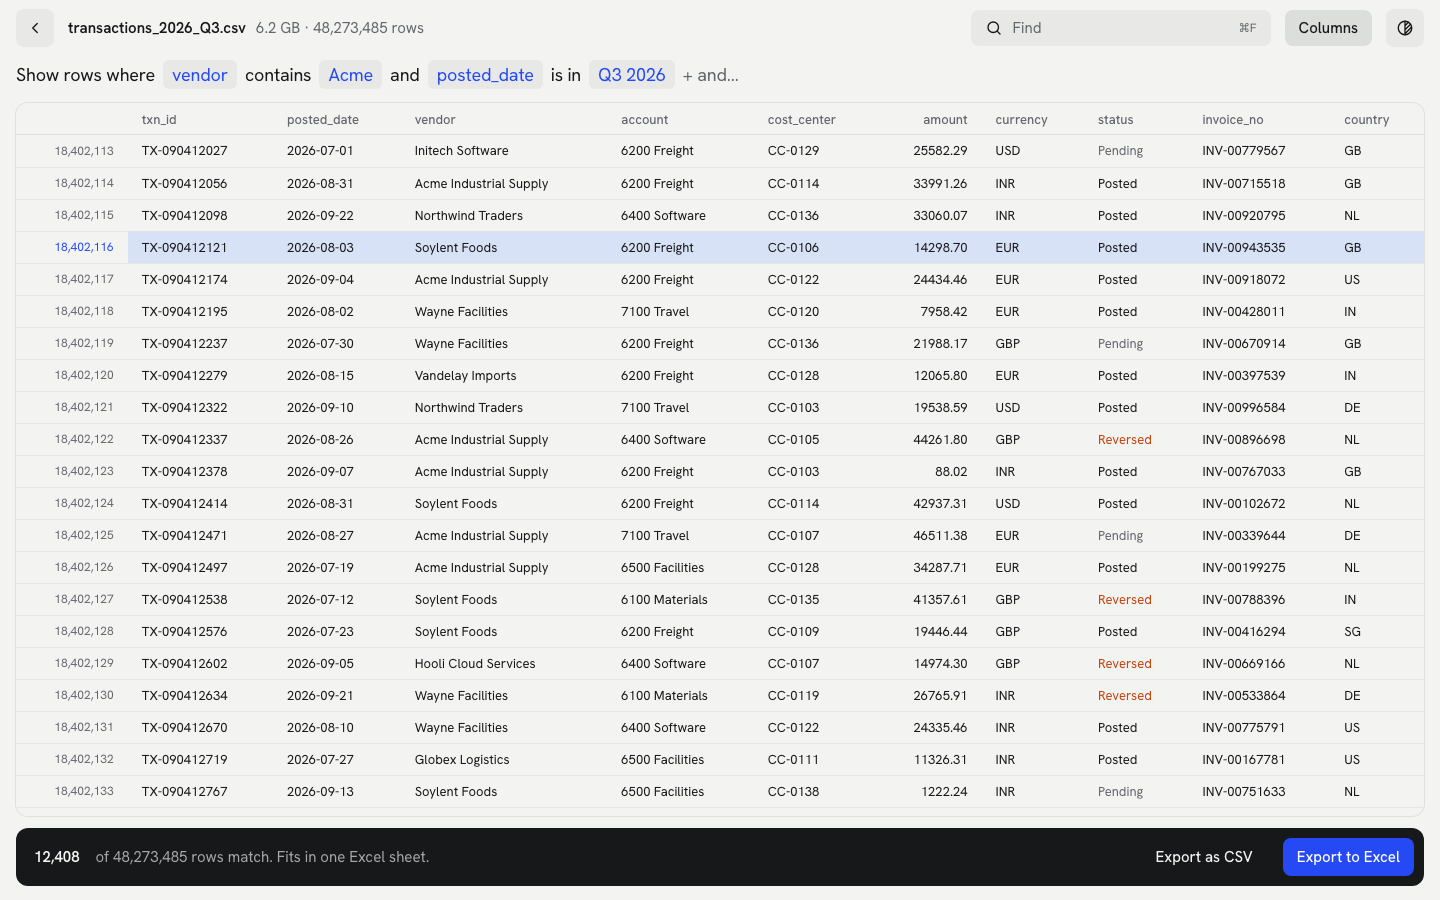 transactions_2026_Q3.csv 6.2 GB · 48,273,485 rows Find ⌘F Columns
Show rows where vendor contains Acme and posted_date is in Q3 2026 + and...
txn_id posted_date vendor account cost_center amount currency status invoice_no country
18,402,113 TX-090412027 2026-07-01 Initech Software 6200 Freight CC-0129 25582.29 USD Pending INV-00779567 GB
18,402,114 TX-090412056 2026-08-31 Acme Industrial Supply 6200 Freight CC-0114 33991.26 INR Posted INV-00715518 GB
18,402,115 TX-090412098 2026-09-22 Northwind Traders 6400 Software CC-0136 33060.07 INR Posted INV-00920795 NL
18,402,116 TX-090412121 2026-08-03 Soylent Foods 6200 Freight CC-0106 14298.70 EUR Posted INV-00943535 GB
18,402,117 TX-090412174 2026-09-04 Acme Industrial Supply 6200 Freight CC-0122 24434.46 EUR Posted INV-00918072 US
18,402,118 TX-090412195 2026-08-02 Wayne Facilities 7100 Travel CC-0120 7958.42 EUR Posted INV-00428011 IN
18,402,119 TX-090412237 2026-07-30 Wayne Facilities 6200 Freight CC-0136 21988.17 GBP Pending INV-00670914 GB
18,402,120 TX-090412279 2026-08-15 Vandelay Imports 6200 Freight CC-0128 12065.80 EUR Posted INV-00397539 IN
18,402,121 TX-090412322 2026-09-10 Northwind Traders 7100 Travel CC-0103 19538.59 USD Posted INV-00996584 DE
18,402,122 TX-090412337 2026-08-26 Acme Industrial Supply 6400 Software CC-0105 44261.80 GBP Reversed INV-00896698 NL
18,402,123 TX-090412378 2026-09-07 Acme Industrial Supply 6200 Freight CC-0103 88.02 INR Posted INV-00767033 GB
18,402,124 TX-090412414 2026-08-31 Soylent Foods 6200 Freight CC-0114 42937.31 USD Posted INV-00102672 NL
18,402,125 TX-090412471 2026-08-27 Acme Industrial Supply 7100 Travel CC-0107 46511.38 EUR Pending INV-00339644 DE
18,402,126 TX-090412497 2026-07-19 Acme Industrial Supply 6500 Facilities CC-0128 34287.71 EUR Posted INV-00199275 NL
18,402,127 TX-090412538 2026-07-12 Soylent Foods 6100 Materials CC-0135 41357.61 GBP Reversed INV-00788396 IN
18,402,128 TX-090412576 2026-07-23 Soylent Foods 6200 Freight CC-0109 19446.44 GBP Posted INV-00416294 SG
18,402,129 TX-090412602 2026-09-05 Hooli Cloud Services 6400 Software CC-0107 14974.30 GBP Reversed INV-00669166 NL
18,402,130 TX-090412634 2026-09-21 Wayne Facilities 6100 Materials CC-0119 26765.91 INR Reversed INV-00533864 DE
18,402,131 TX-090412670 2026-08-10 Wayne Facilities 6400 Software CC-0122 24335.46 INR Posted INV-00775791 US
18,402,132 TX-090412719 2026-07-27 Globex Logistics 6500 Facilities CC-0111 11326.31 INR Posted INV-00167781 US
18,402,133 TX-090412767 2026-09-13 Soylent Foods 6500 Facilities CC-0138 1222.24 INR Pending INV-00751633 NL
12,408 of 48,273,485 rows match. Fits in one Excel sheet. Export as CSV Export to Excel